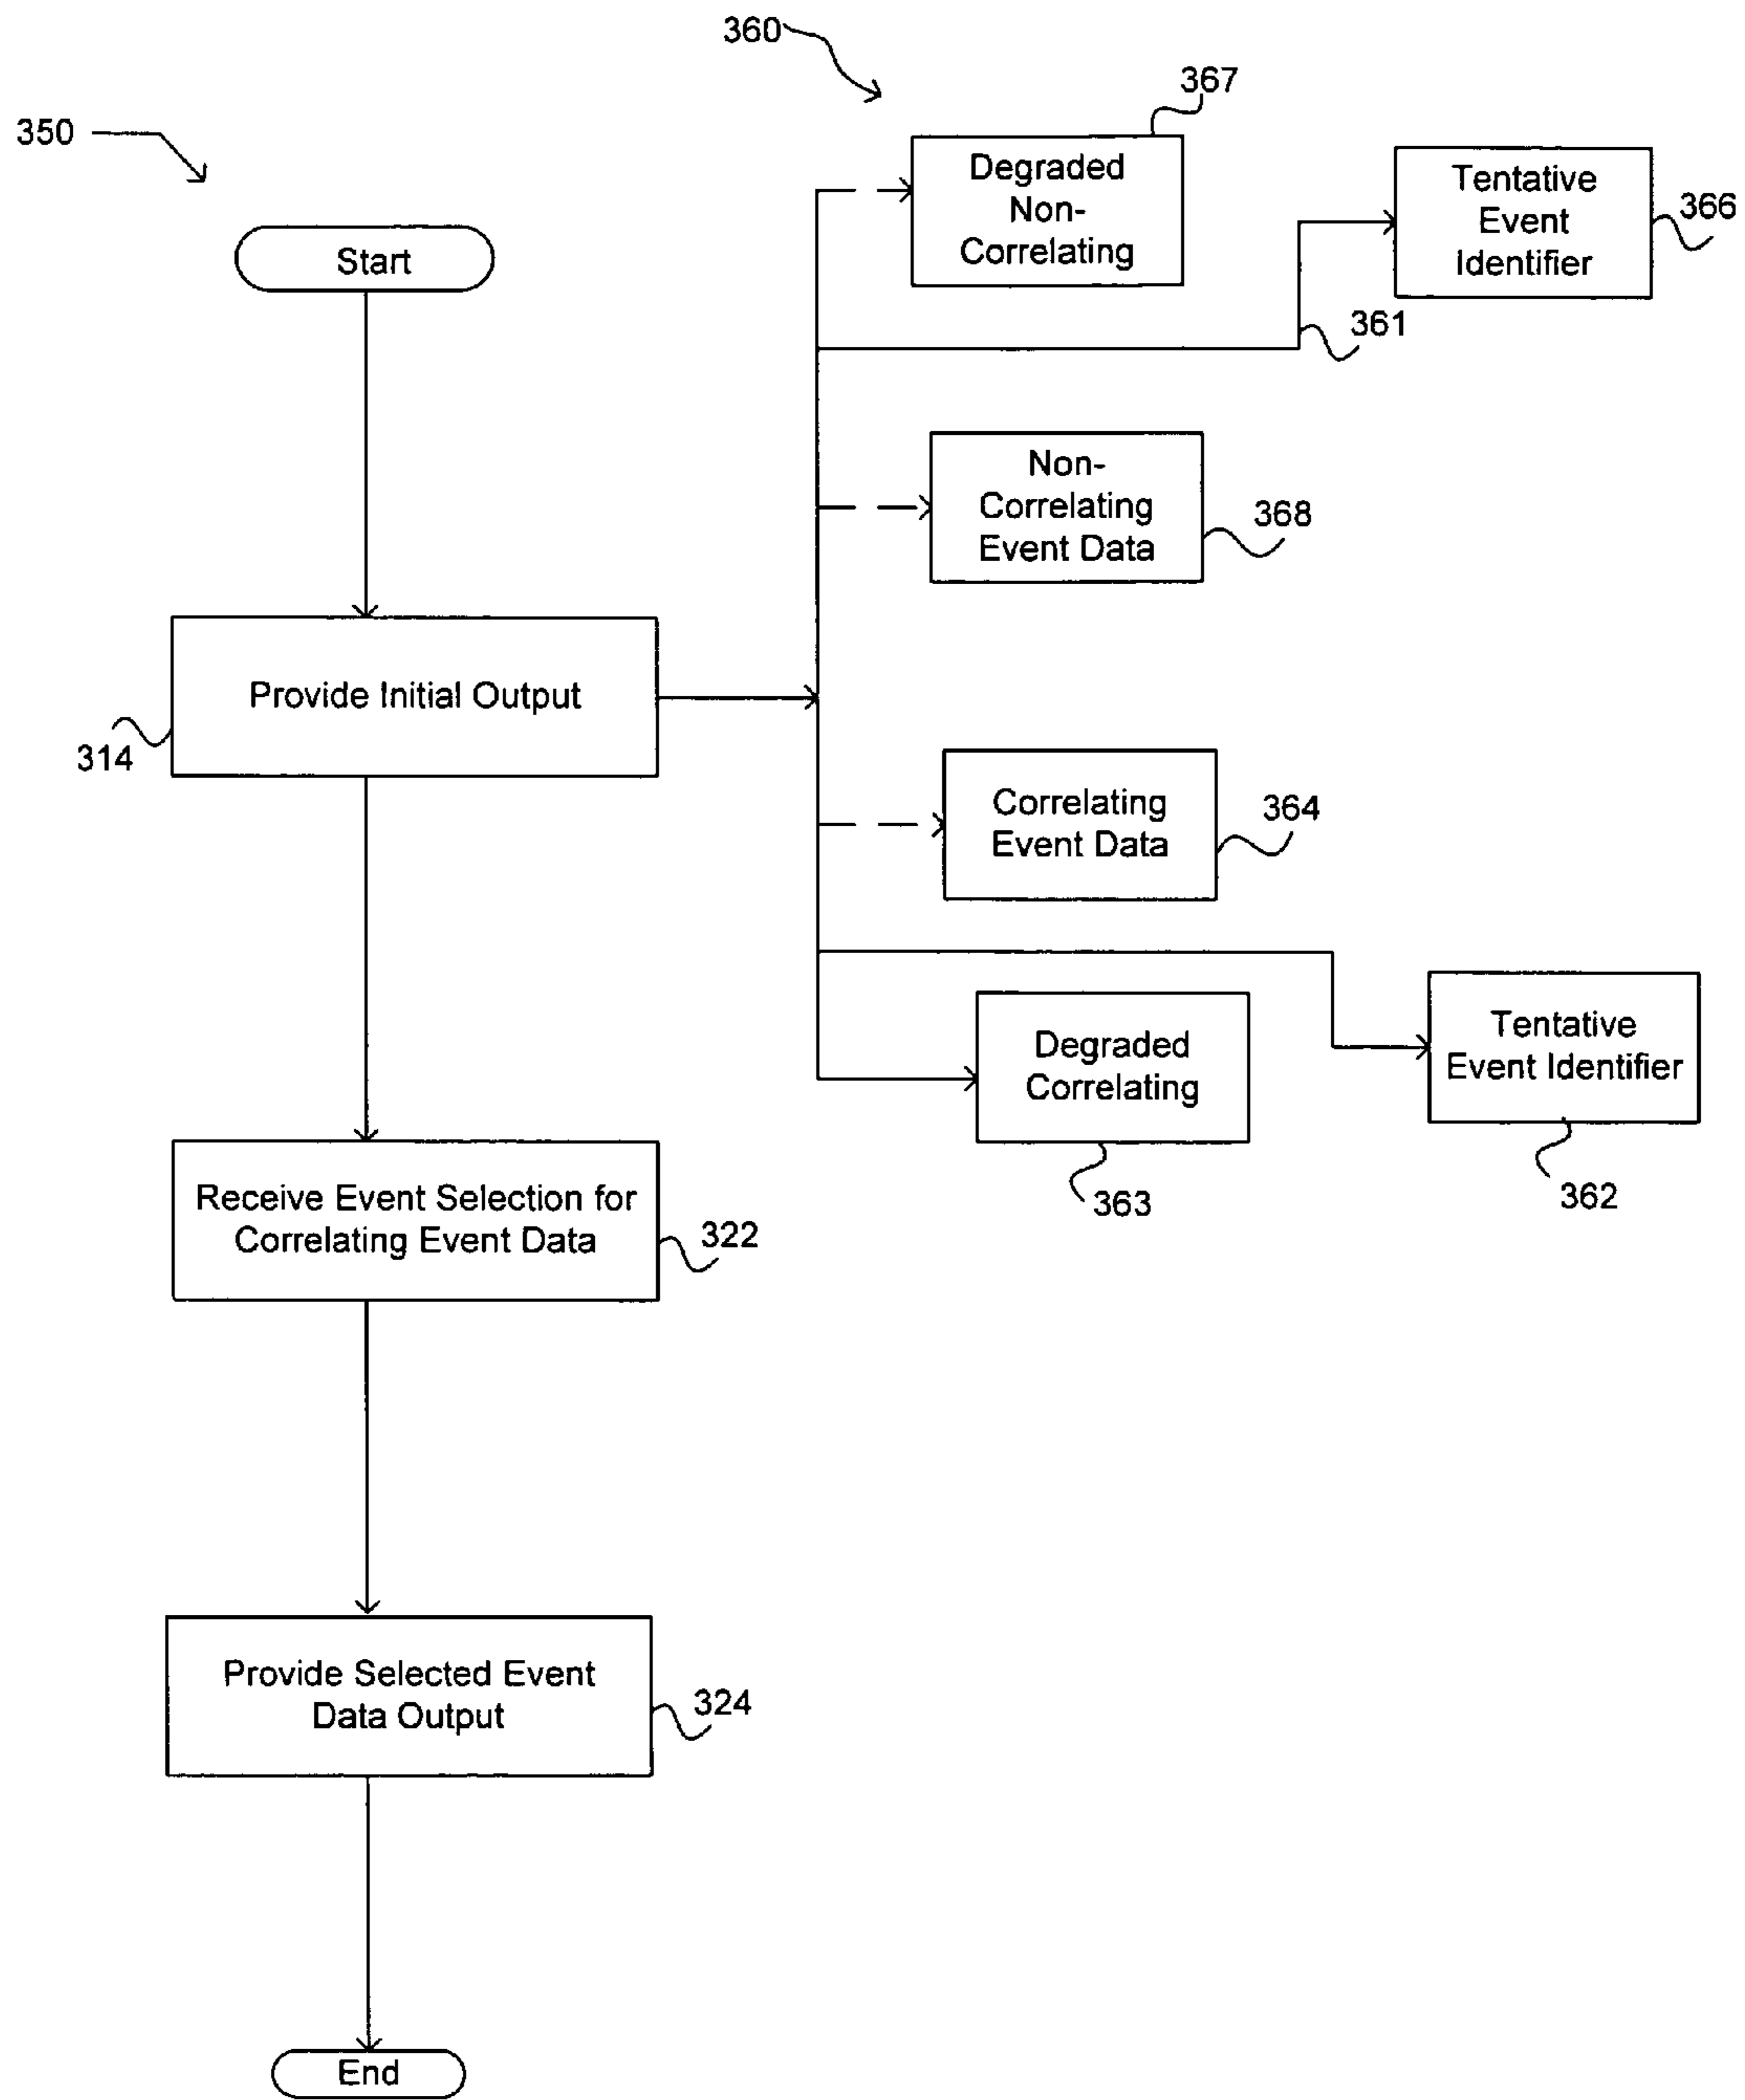 360
367
350
Degraded
Non-
Correlating
Tentative
Event
Identifier
366
Start
361
Non-
Correlating
Event Data
368
Provide Initial Output
314
Correlating
Event Data
364
Tentative
Event Identifier
362
Degraded
Correlating
363
Receive Event Selection for
Correlating Event Data
322
Provide Selected Event
Data Output
324
End